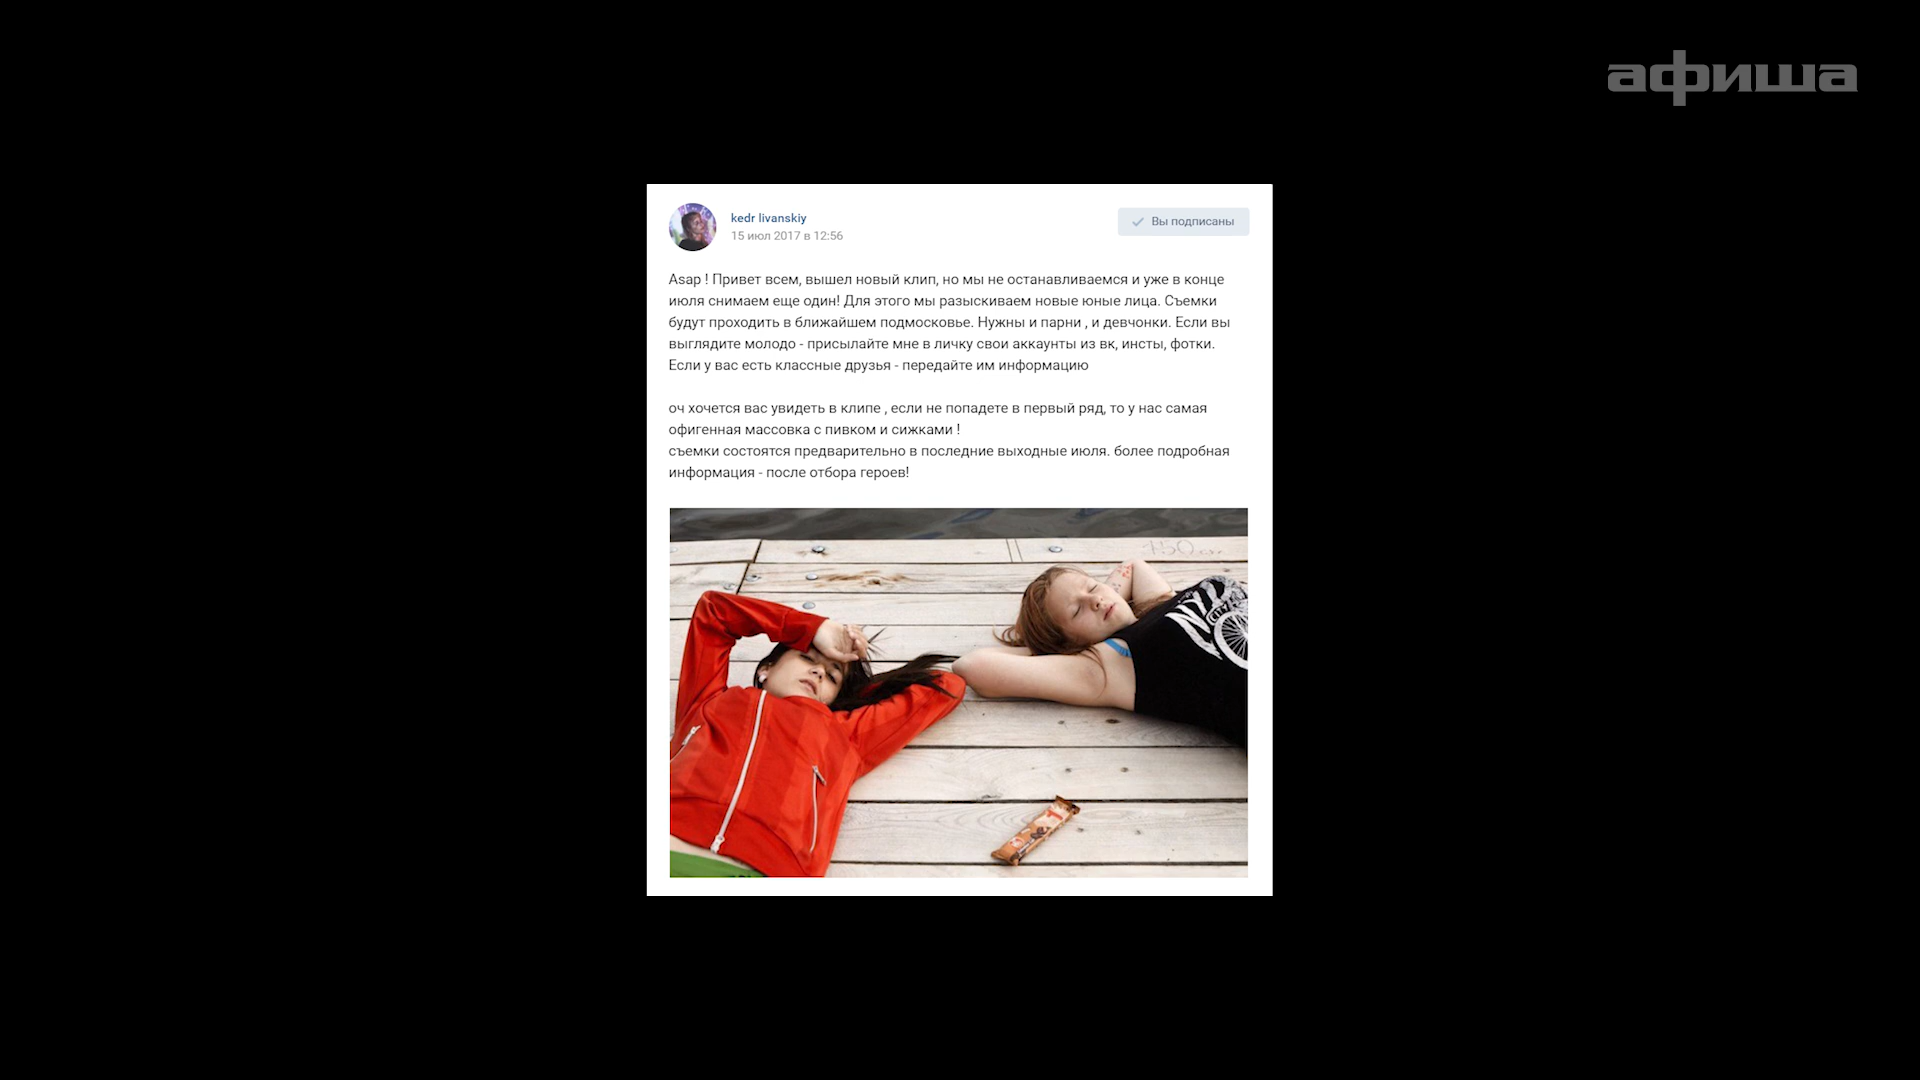 афиша
kedr livanskiy
15 июл 2017 в 12:56
Вы подписаны
Asap ! Привет всем, вышел новый клип, но мы не останавливаемся и уже в конце
июля снимаем еще один! Для этого мы разыскиваем новые юные лица. Съемки
будут проходить в ближайшем подмосковье. Нужны и парни , и девчонки. Если вы
выглядите молодо - присылайте мне в личку свои аккаунты из вк, инсты, фотки.
Если у вас есть классные друзья - передайте им информацию
оч хочется вас увидеть в клипе , если не попадете в первый ряд, то у нас самая
офигенная массовка с пивком и сижками !
съемки состоятся предварительно в последние выходные июля. более подробная
информация - после отбора героев!
150
CITY
1